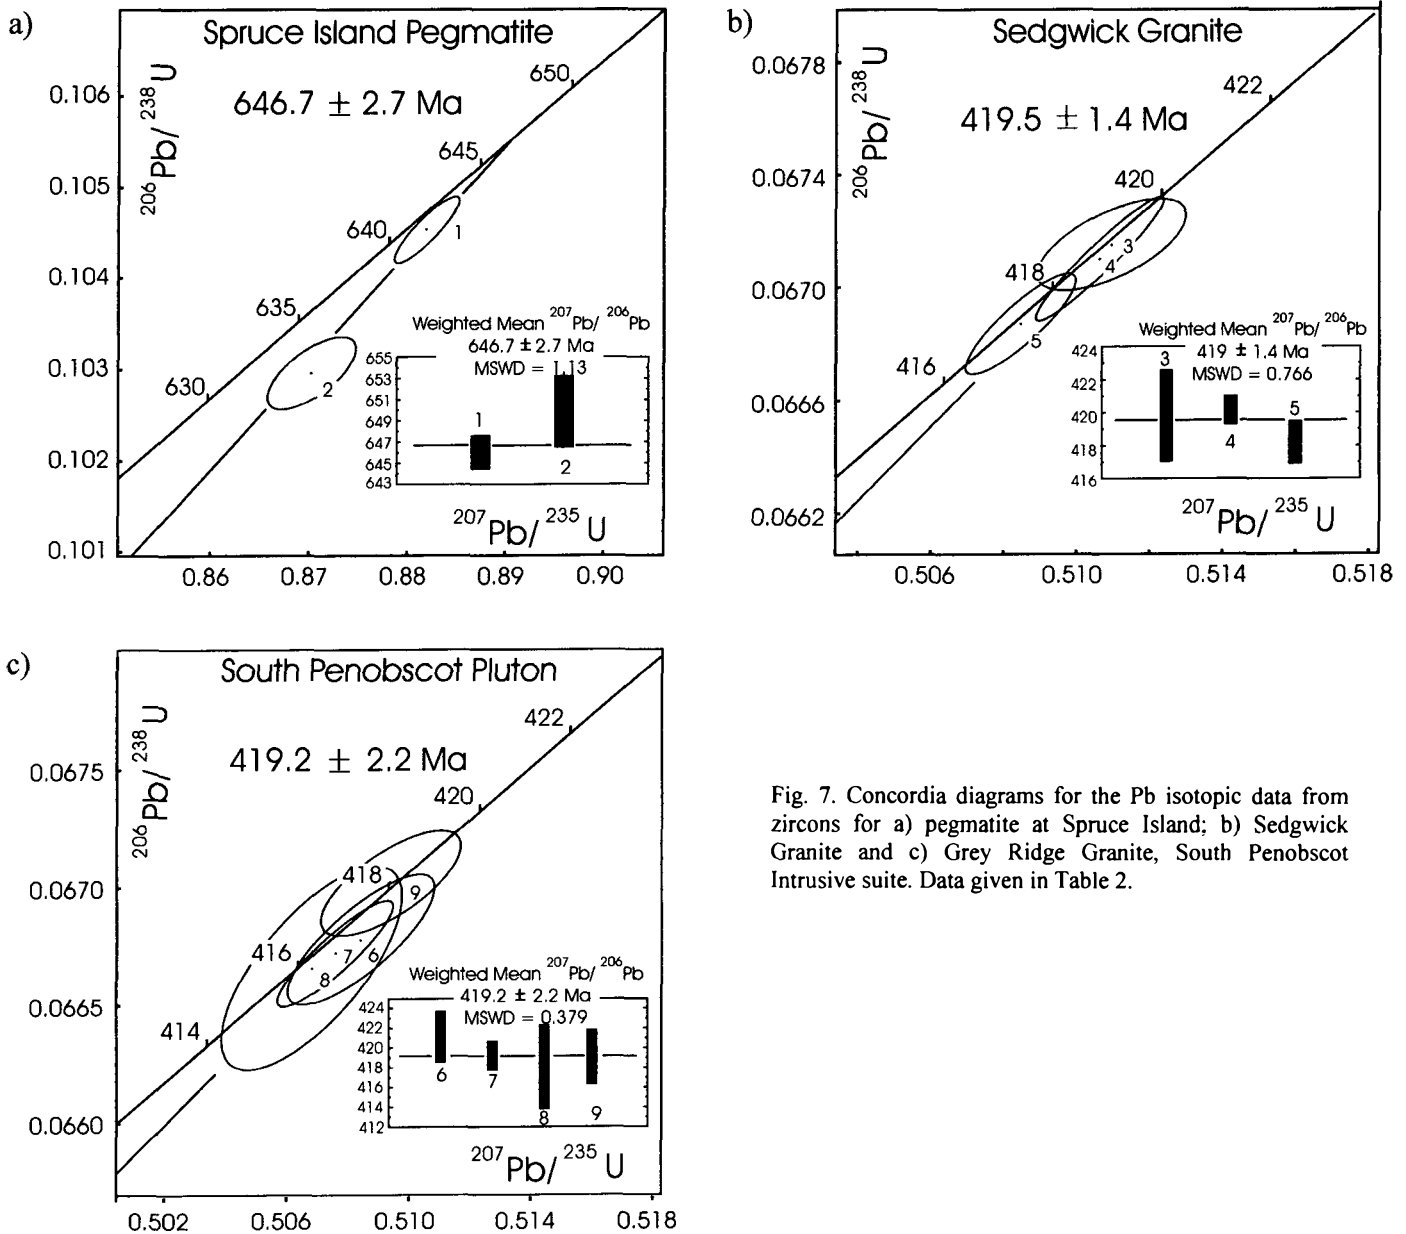 a)
Spruce Island Pegmatite
646.7 ± 2.7 Ma
206Pb/ 238U
0.106
0.105
0.104
0.103
0.102
0.101
650
645
640
635
630
1
2
Weighted Mean 207Pb/ 206Pb
646.7 ± 2.7 Ma
MSWD = 1.13
655
653
651
649
647
645
643
1
2
207Pb/ 235U
0.86 0.87 0.88 0.89 0.90
b)
Sedgwick Granite
419.5 ± 1.4 Ma
206Pb/ 238U
0.0678
0.0674
0.0670
0.0666
0.0662
422
420
418
416
3
4
5
Weighted Mean 207Pb/ 206Pb
419 ± 1.4 Ma
MSWD = 0.766
424
422
420
418
416
3
4
5
207Pb/ 235U
0.506 0.510 0.514 0.518
c)
South Penobscot Pluton
419.2 ± 2.2 Ma
206Pb/ 238U
0.0675
0.0670
0.0665
0.0660
422
420
418
416
414
9
7
6
8
Weighted Mean 207Pb/ 206Pb
419.2 ± 2.2 Ma
MSWD = 0.379
424
422
420
418
416
414
412
6
7
8
9
207Pb/ 235U
0.502 0.506 0.510 0.514 0.518
Fig. 7. Concordia diagrams for the Pb isotopic data from
zircons for a) pegmatite at Spruce Island; b) Sedgwick
Granite and c) Grey Ridge Granite, South Penobscot
Intrusive suite. Data given in Table 2.